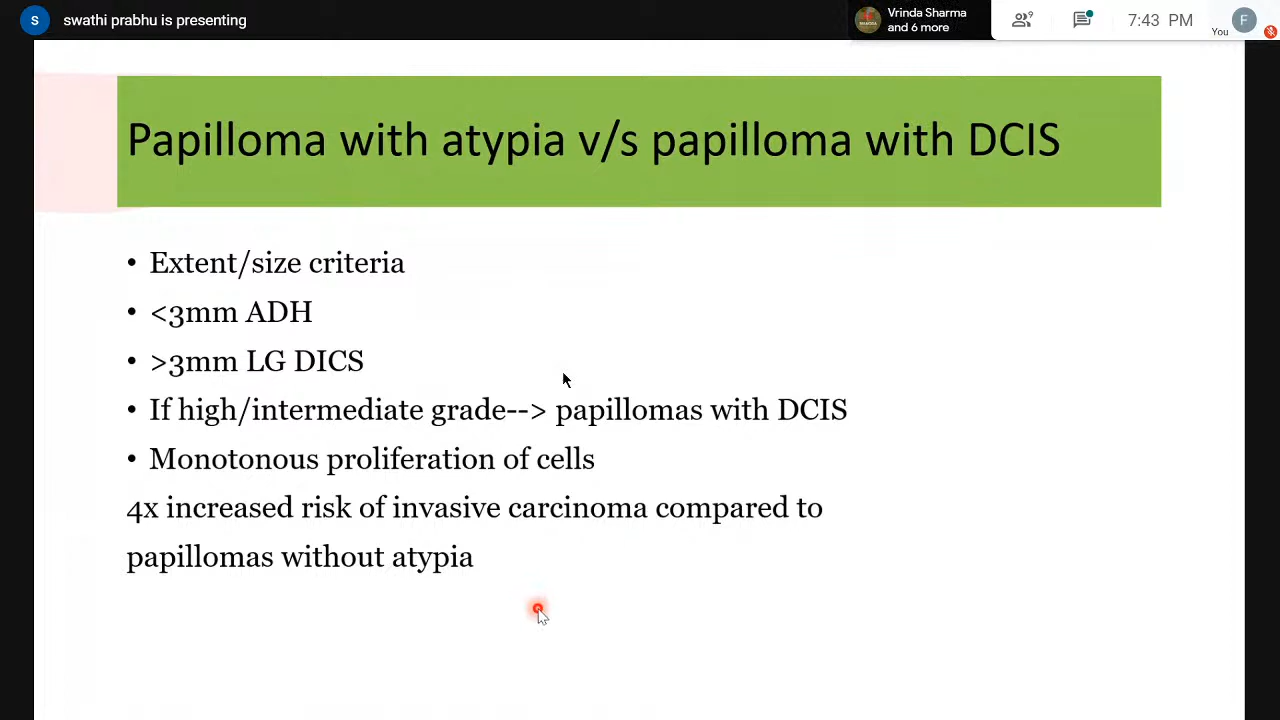 S swathi prabhu is presenting
Vrinda Sharma
and 6 more
9
7:43 PM
You
F
Papilloma with atypia v/s papilloma with DCIS
• Extent/size criteria
• <3mm ADH
• >3mm LG DICS
• If high/intermediate grade--> papillomas with DCIS
• Monotonous proliferation of cells
4x increased risk of invasive carcinoma compared to
papillomas without atypia